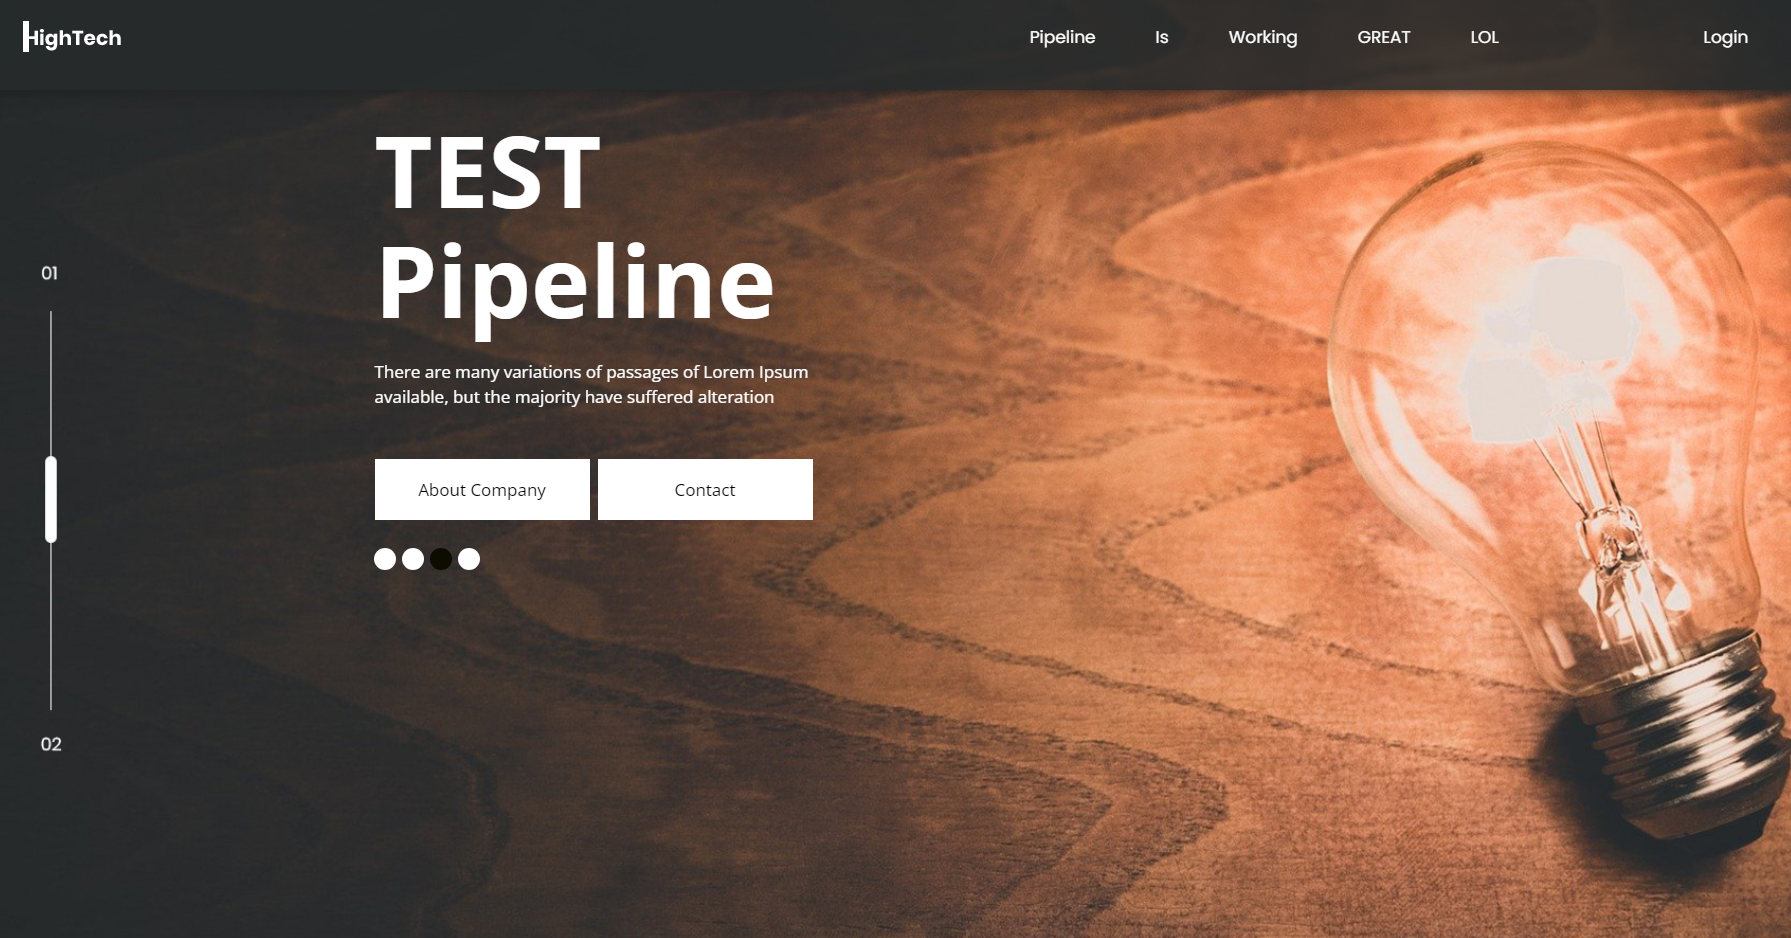 HighTech
Pipeline Is Working GREAT LOL Login
TEST
Pipeline
There are many variations of passages of Lorem Ipsum
available, but the majority have suffered alteration
About Company Contact
01
02